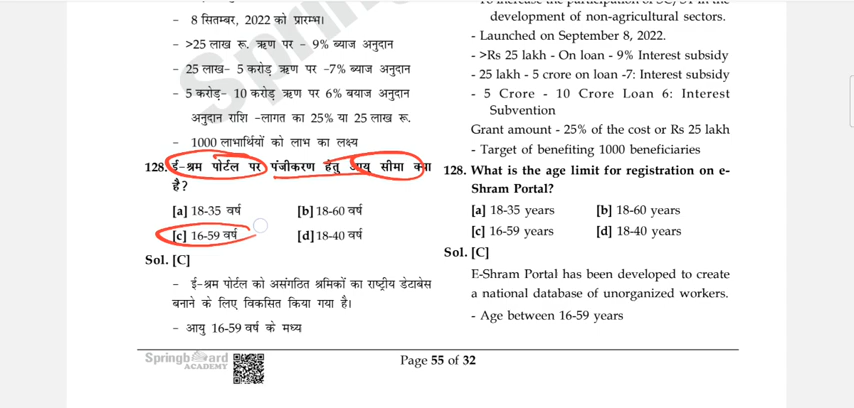 - 8 सितम्बर, 2022 को प्रारम्भ।
- >25 लाख रू. ऋण पर - 9% ब्याज अनुदान
- 25 लाख- 5 करोड़ ऋण पर -7% ब्याज अनुदान
- 5 करोड़- 10 करोड़ ऋण पर 6% बयाज अनुदान
अनुदान राशि -लागत का 25% या 25 लाख रू.
- 1000 लाभार्थियों को लाभ का लक्ष्य
128. ई-श्रम पोर्टल पर पंजीकरण हेतु आयु सीमा क्या
है?
[a] 18-35 वर्ष [b] 18-60 वर्ष
[c] 16-59 वर्ष [d] 18-40 वर्ष
Sol. [C]
- ई-श्रम पोर्टल को असंगठित श्रमिकों का राष्ट्रीय डेटाबेस
बनाने के लिए विकसित किया गया है।
- आयु 16-59 वर्ष के मध्य
development of non-agricultural sectors.
- Launched on September 8, 2022.
- >Rs 25 lakh - On loan - 9% Interest subsidy
- 25 lakh - 5 crore on loan -7: Interest subsidy
- 5 Crore - 10 Crore Loan 6: Interest
Subvention
Grant amount - 25% of the cost or Rs 25 lakh
- Target of benefiting 1000 beneficiaries
128. What is the age limit for registration on e-
Shram Portal?
[a] 18-35 years [b] 18-60 years
[c] 16-59 years [d] 18-40 years
Sol. [C]
E-Shram Portal has been developed to create
a national database of unorganized workers.
- Age between 16-59 years
Springboard
ACADEMY
Page 55 of 32